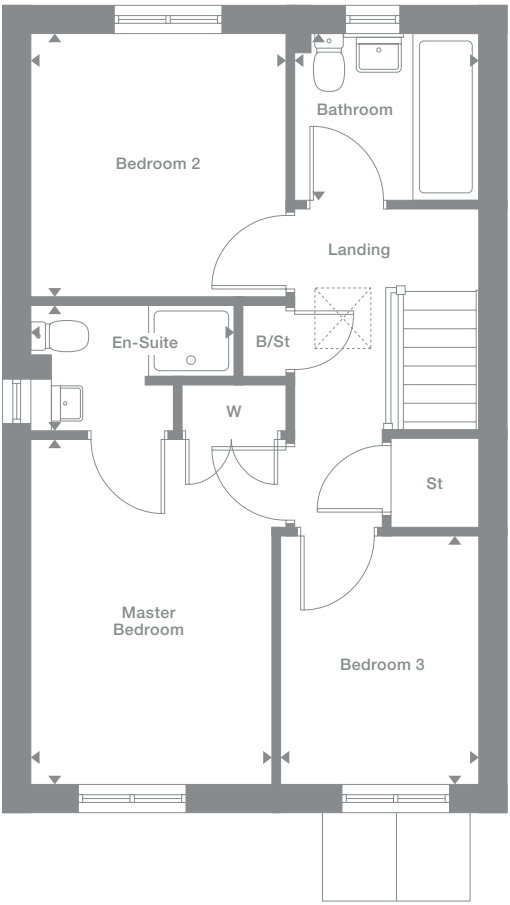 Bathroom
Bedroom 2
Landing
En-Suite
B/St
W
St
Master
Bedroom
Bedroom 3